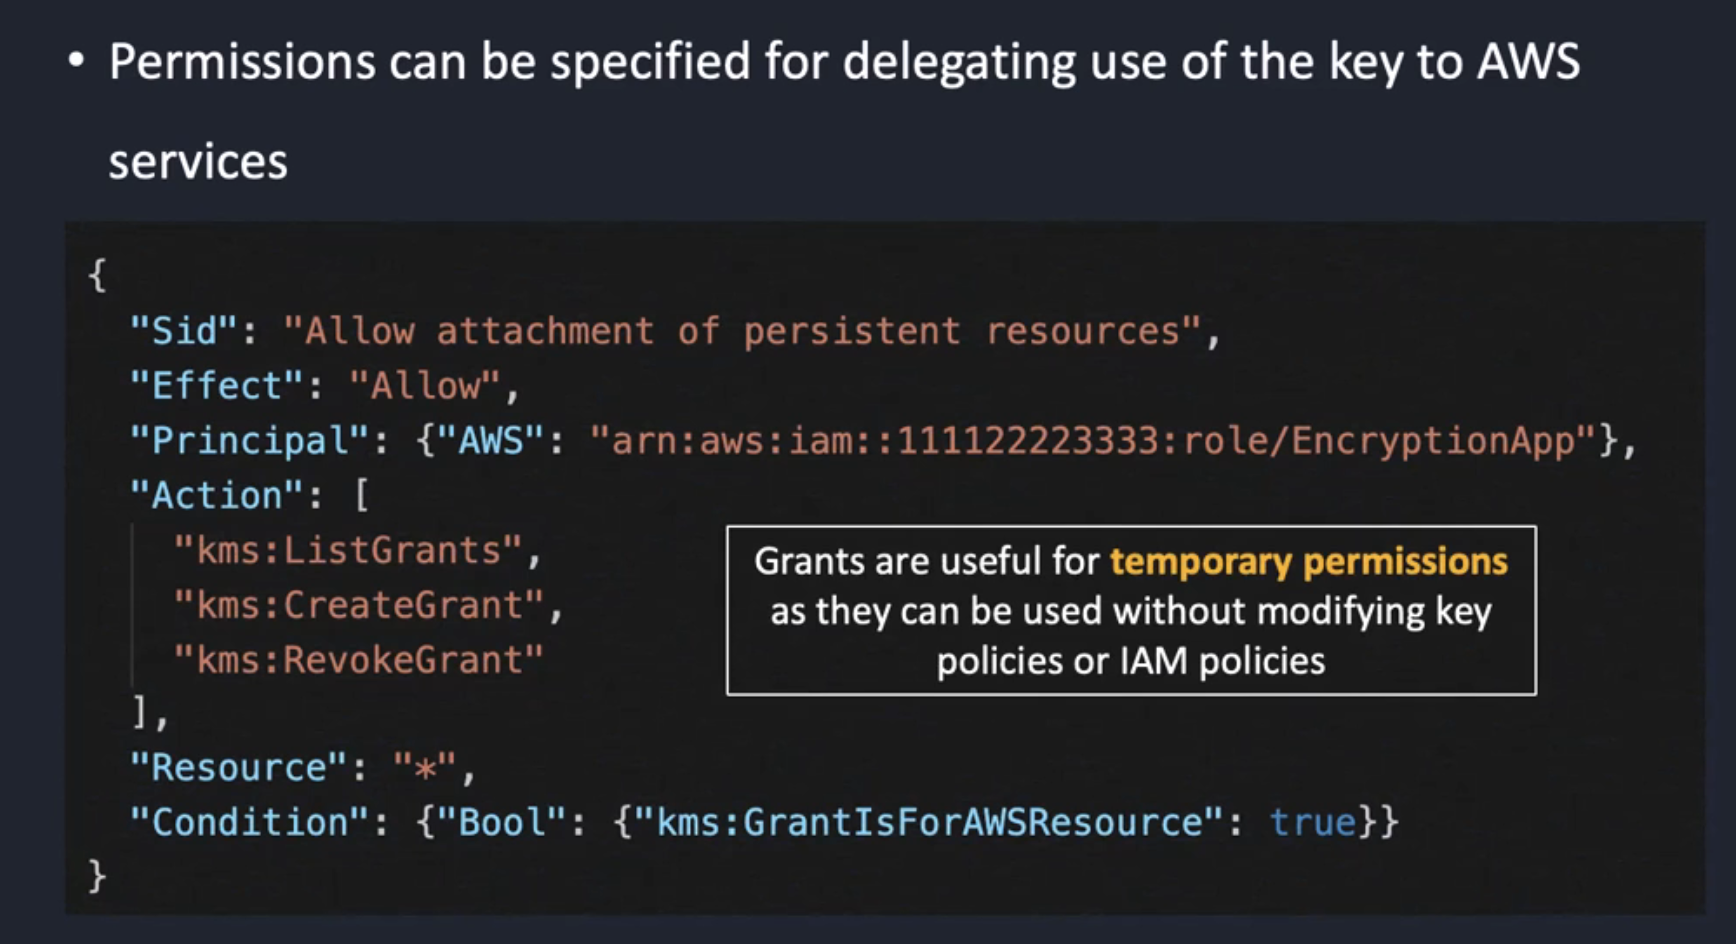 • Permissions can be specified for delegating use of the key to AWS
services
{
"Sid": "Allow attachment of persistent resources",
"Effect": "Allow",
"Principal": {"AWS": "arn:aws:iam::111122223333:role/EncryptionApp"},
"Action": [
"kms:ListGrants",
"kms:CreateGrant",
"kms:RevokeGrant"
],
"Resource": "*",
"Condition": {"Bool": {"kms:GrantIsForAWSResource": true}}
}
Grants are useful for temporary permissions
as they can be used without modifying key
policies or IAM policies